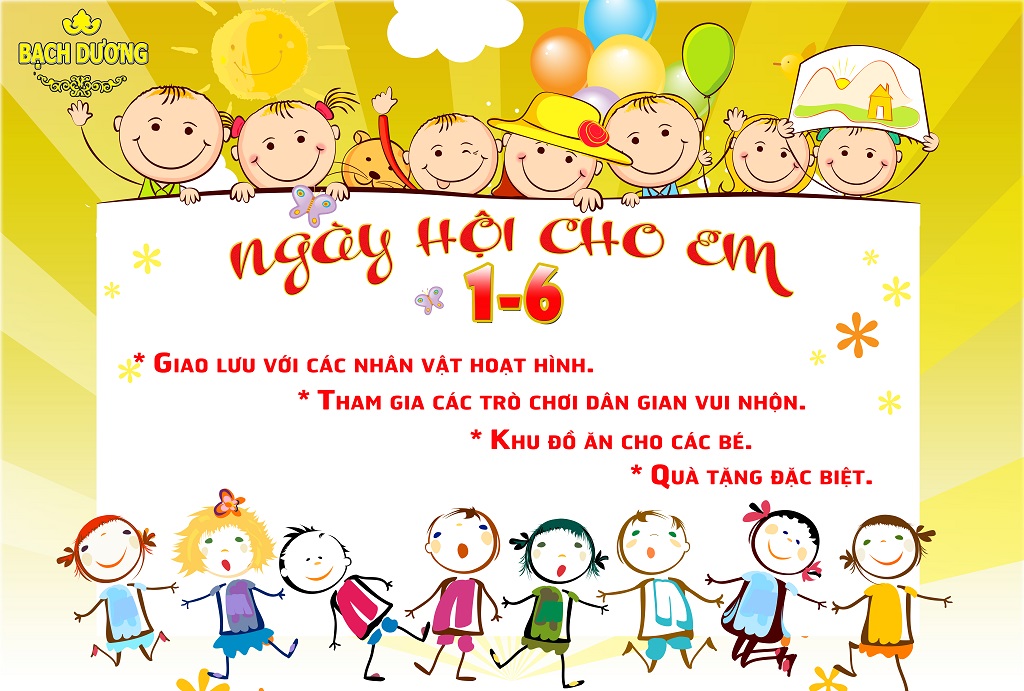 BẠCH DƯƠNG
NGÀY HỘI CHO EM
1-6
* GIAO LƯU VỚI CÁC NHÂN VẬT HOẠT HÌNH.
* THAM GIA CÁC TRÒ CHƠI DÂN GIAN VUI NHỘN.
* KHU ĐỒ ĂN CHO CÁC BÉ.
* QUÀ TẶNG ĐẶC BIỆT.